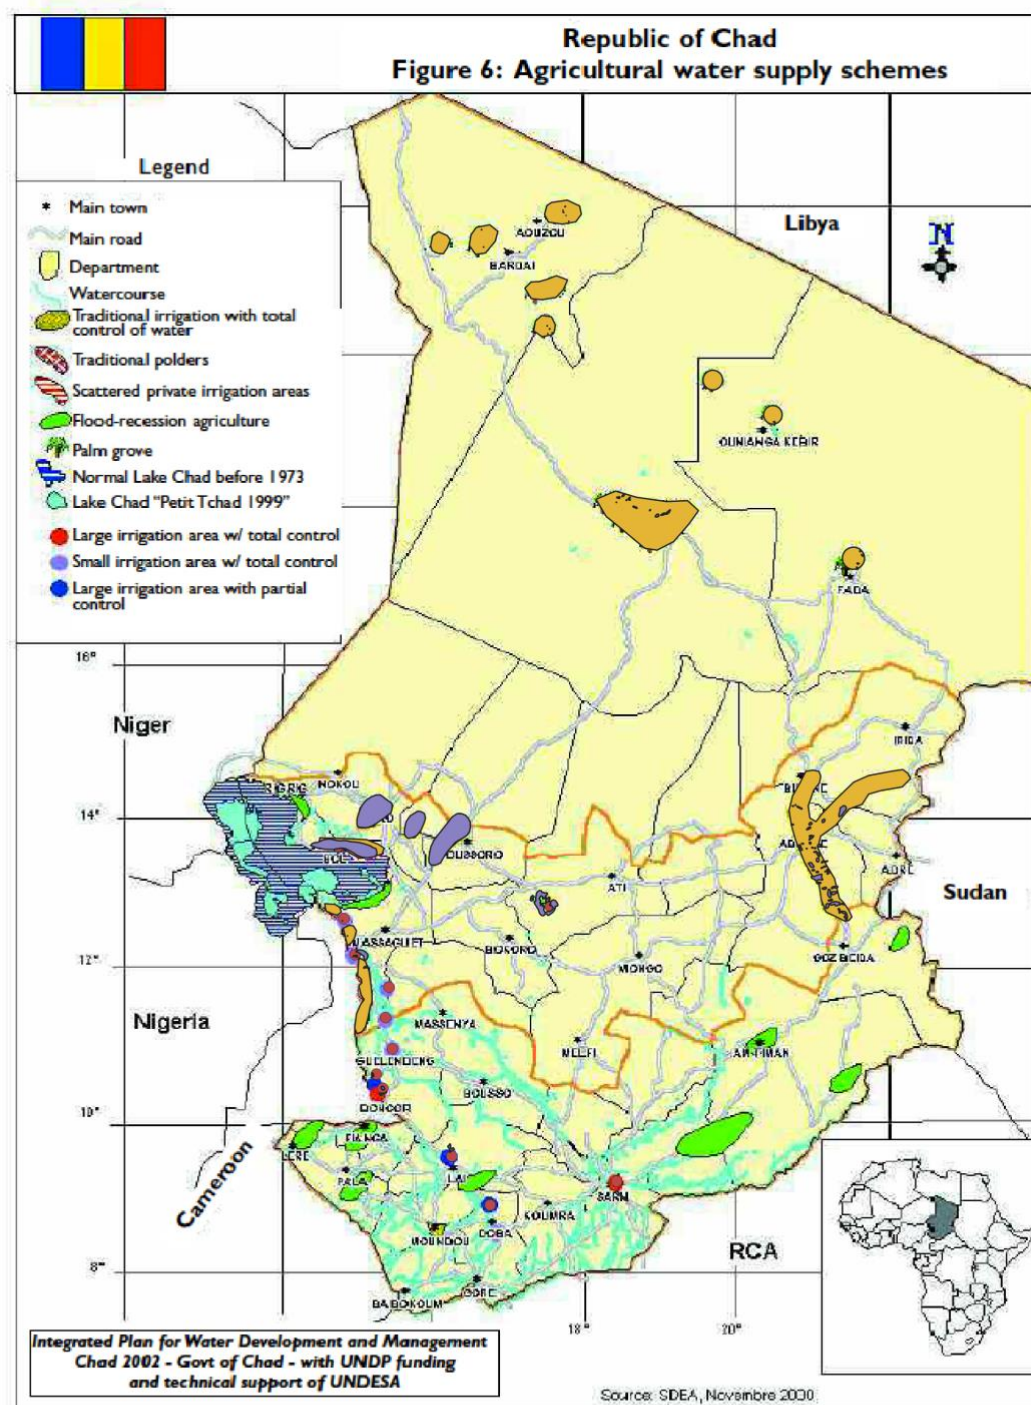 Republic of Chad
Figure 6: Agricultural water supply schemes
Legend
Main town
Main road
Department
Watercourse
Traditional irrigation with total
control of water
Traditional polders
Scattered private irrigation areas
Flood-recession agriculture
Palm grove
Normal Lake Chad before 1973
Lake Chad "Petit Tchad 1999"
Large irrigation area w/ total control
Small irrigation area w/ total control
Large irrigation area with partial
control
Libya
N
AOUZOU
BARDAI
OUNIANGA KEBIR
FADA
16°
Niger
IRIBA
NOKOU
14°
ADRE
ATI
Sudan
MASSAGUET
BOKORO
MONGO
GOZ BEIDA
12°
Nigeria
MASSENYA
MELFI
AM TIMAN
GUELENDENG
BOUSSO
BONGOR
10°
FIANGA
LERE
PALA
LAI
SARH
KOUMRA
DOBA
MOUNDOU
Cameroon
RCA
8°
GORE
BAIBOKOUM
18°
20°
Integrated Plan for Water Development and Management
Chad 2002 - Govt of Chad - with UNDP funding
and technical support of UNDESA
Source: SDEA, Novembre 2000